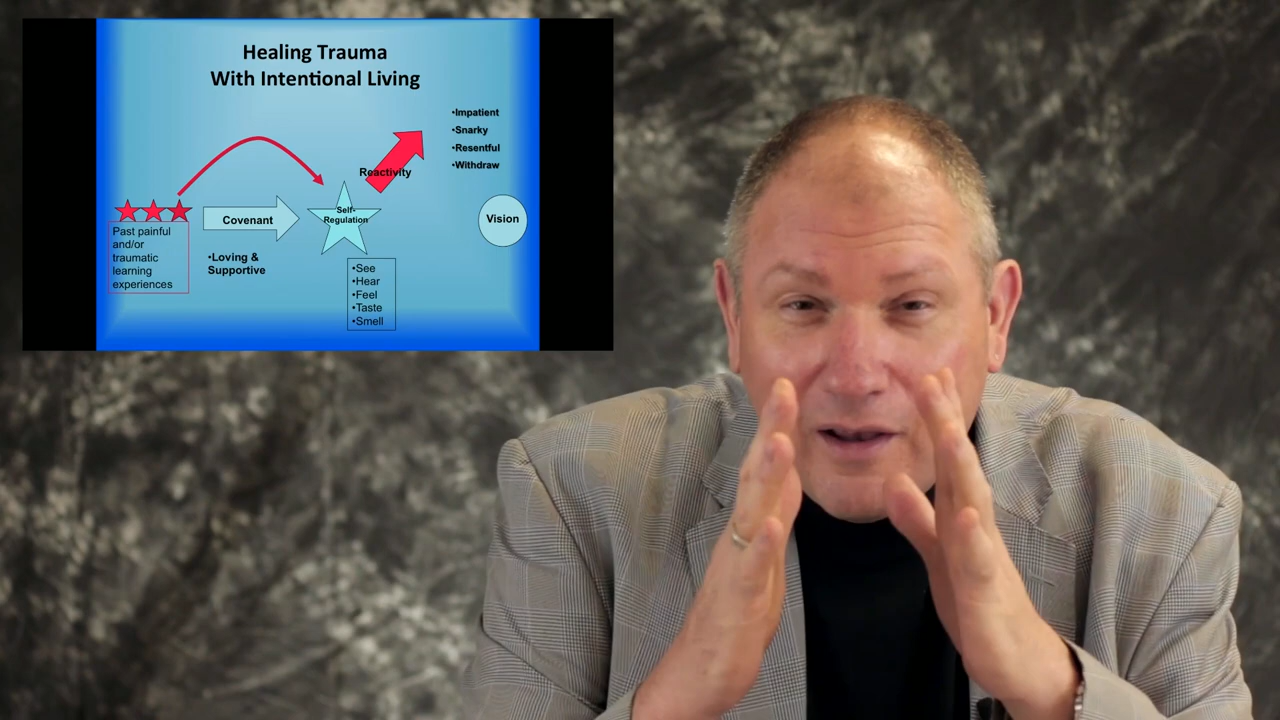 Healing Trauma
With Intentional Living
•Impatient
•Snarky
•Resentful
•Withdraw
Reactivity
Self-
Regulation
Covenant
Vision
Past painful
and/or
traumatic
learning
experiences
•Loving &
Supportive
•See
•Hear
•Feel
•Taste
•Smell